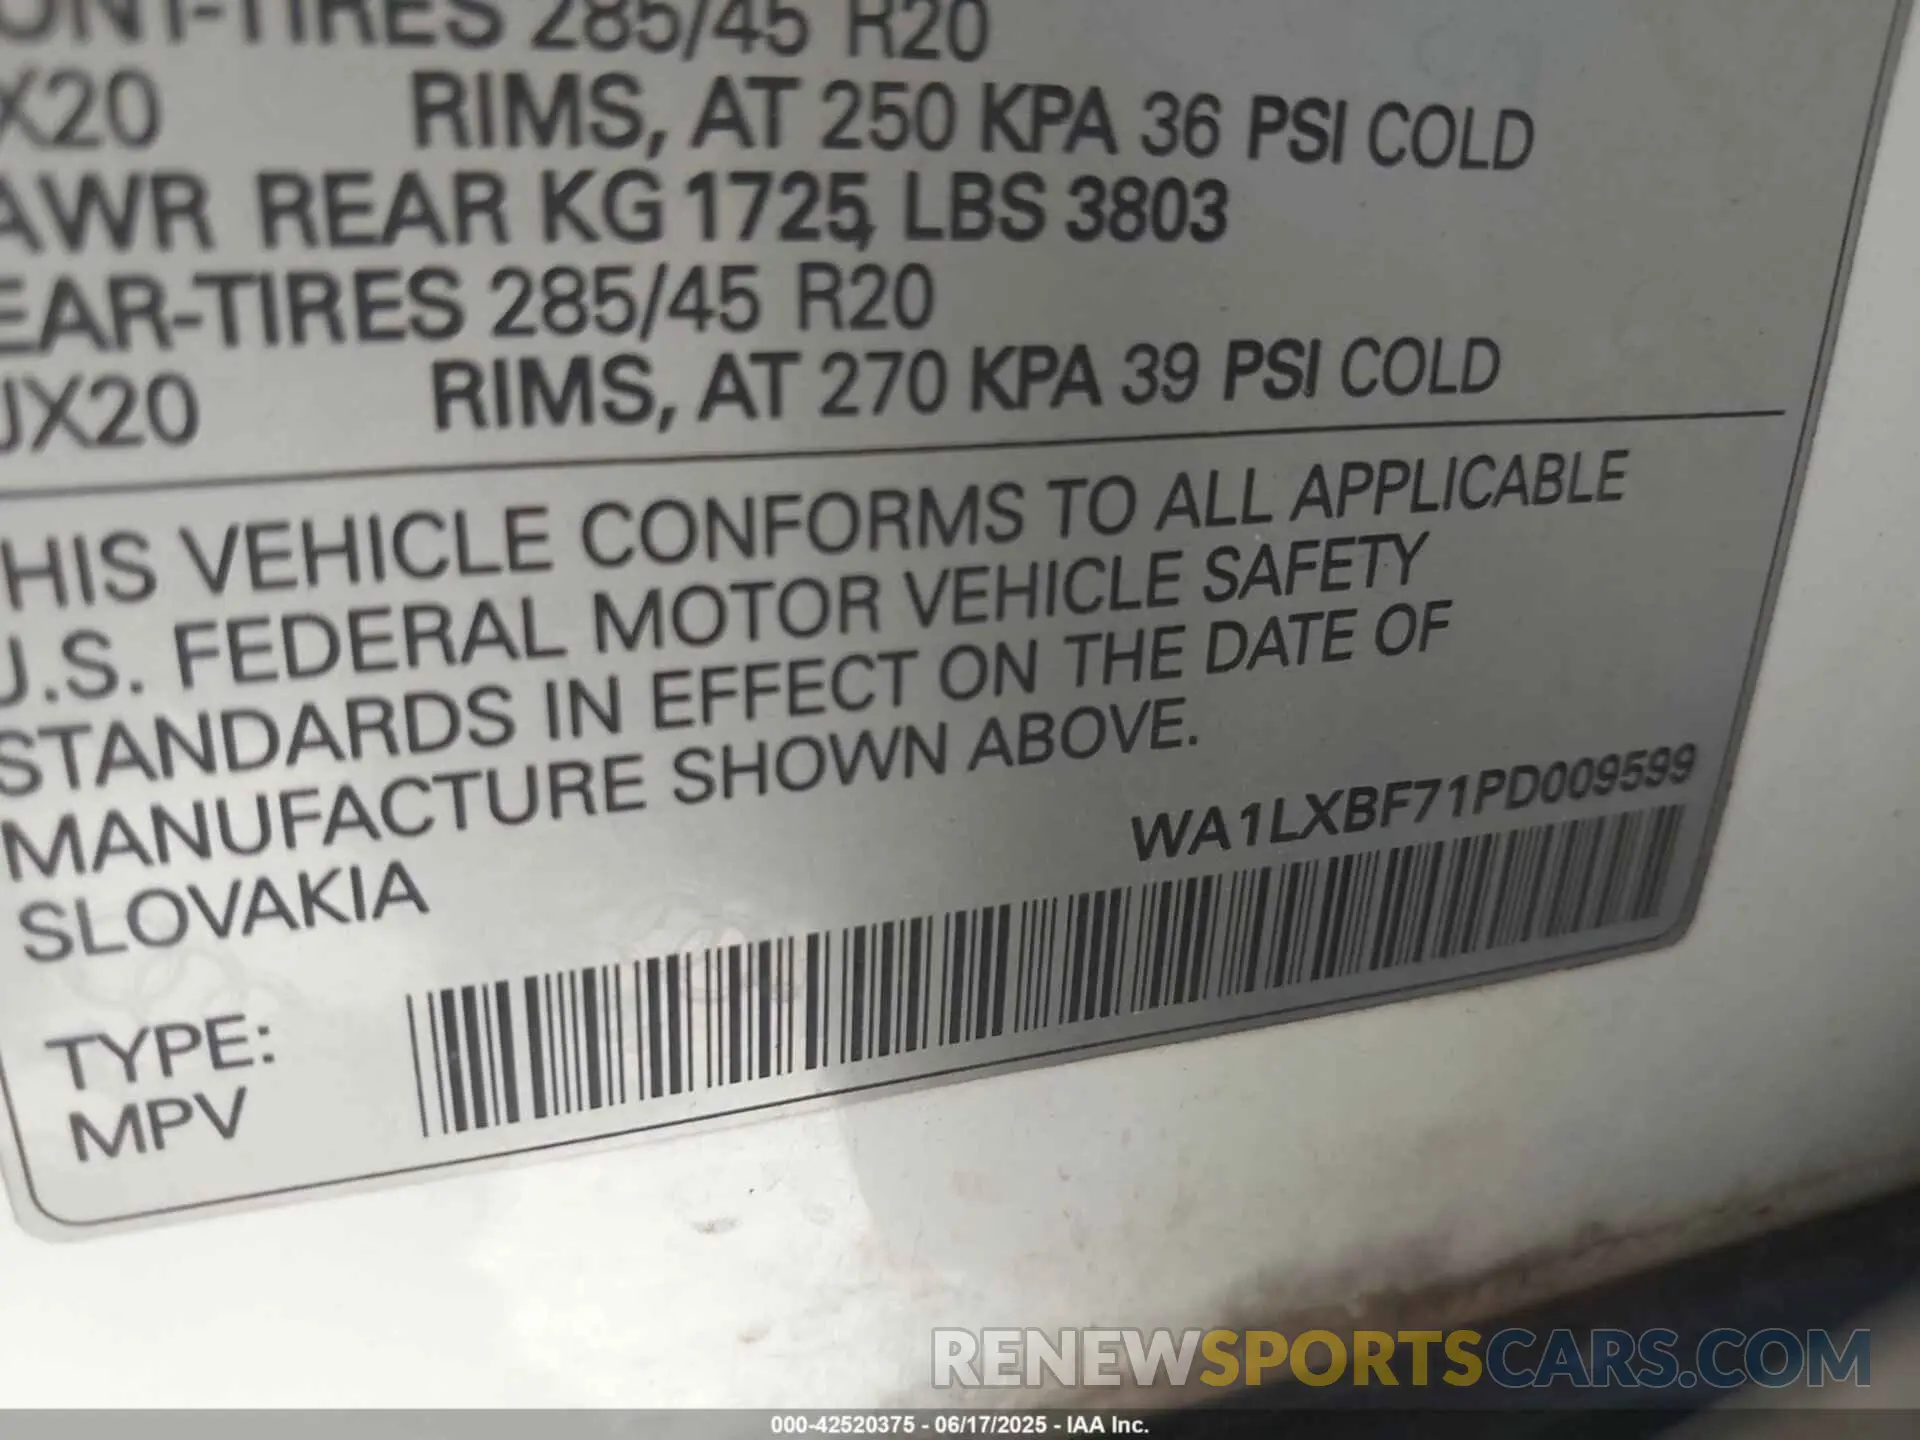 ONT-TIRES 285/45 R20
X20 RIMS, AT 250 KPA 36 PSI COLD
AWR REAR KG 1725, LBS 3803
EAR-TIRES 285/45 R20
JX20 RIMS, AT 270 KPA 39 PSI COLD
HIS VEHICLE CONFORMS TO ALL APPLICABLE
U.S. FEDERAL MOTOR VEHICLE SAFETY
STANDARDS IN EFFECT ON THE DATE OF
MANUFACTURE SHOWN ABOVE.
SLOVAKIA
WA1LXBF71PD009599
TYPE:
MPV
RENEWSPORTSCARS.COM
000-42520375 - 06/17/2025 - IAA Inc.